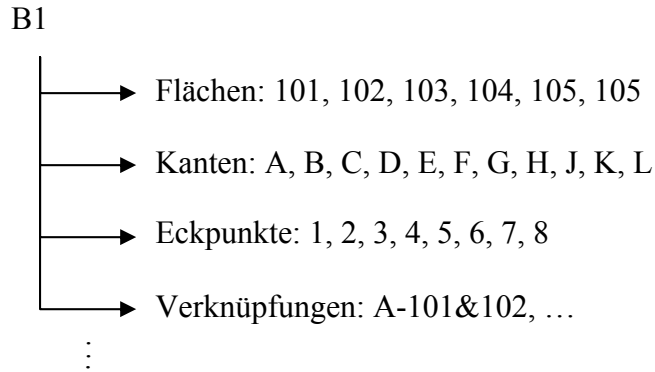 B1
Flächen: 101, 102, 103, 104, 105, 105
Kanten: A, B, C, D, E, F, G, H, J, K, L
Eckpunkte: 1, 2, 3, 4, 5, 6, 7, 8
Verknüpfungen: A-101&102, …